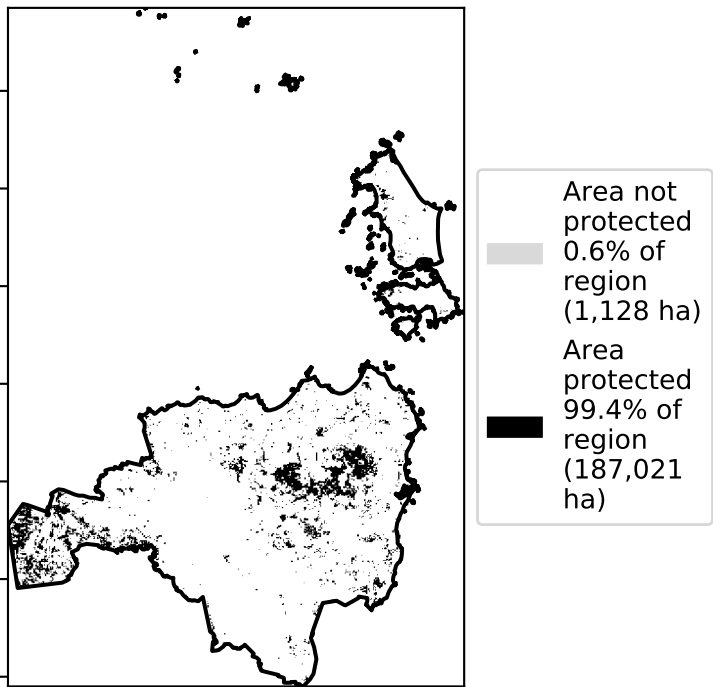 Area not
protected
0.6% of
region
(1,128 ha)
Area
protected
99.4% of
region
(187,021
ha)